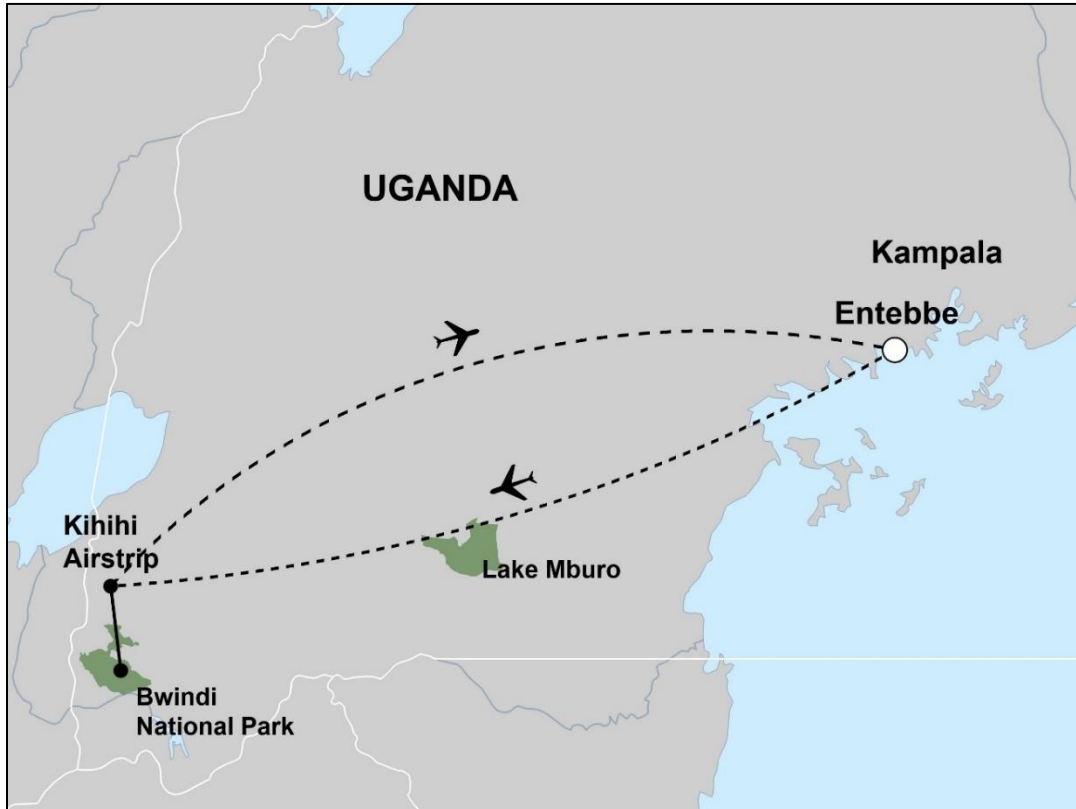 UGANDA
Kampala
Entebbe
Kihihi
Airstrip
Lake Mburo
Bwindi
National Park